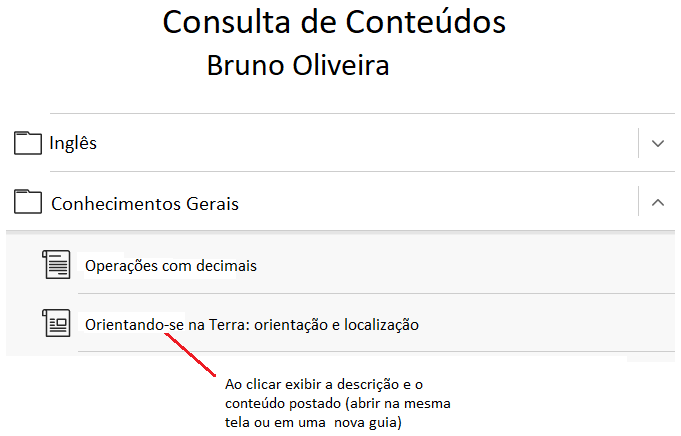 Consulta de Conteúdos
Bruno Oliveira
Inglês
Conhecimentos Gerais
Operações com decimais
Orientando-se na Terra: orientação e localização
Ao clicar exibir a descrição e o
conteúdo postado (abrir na mesma
tela ou em uma nova guia)